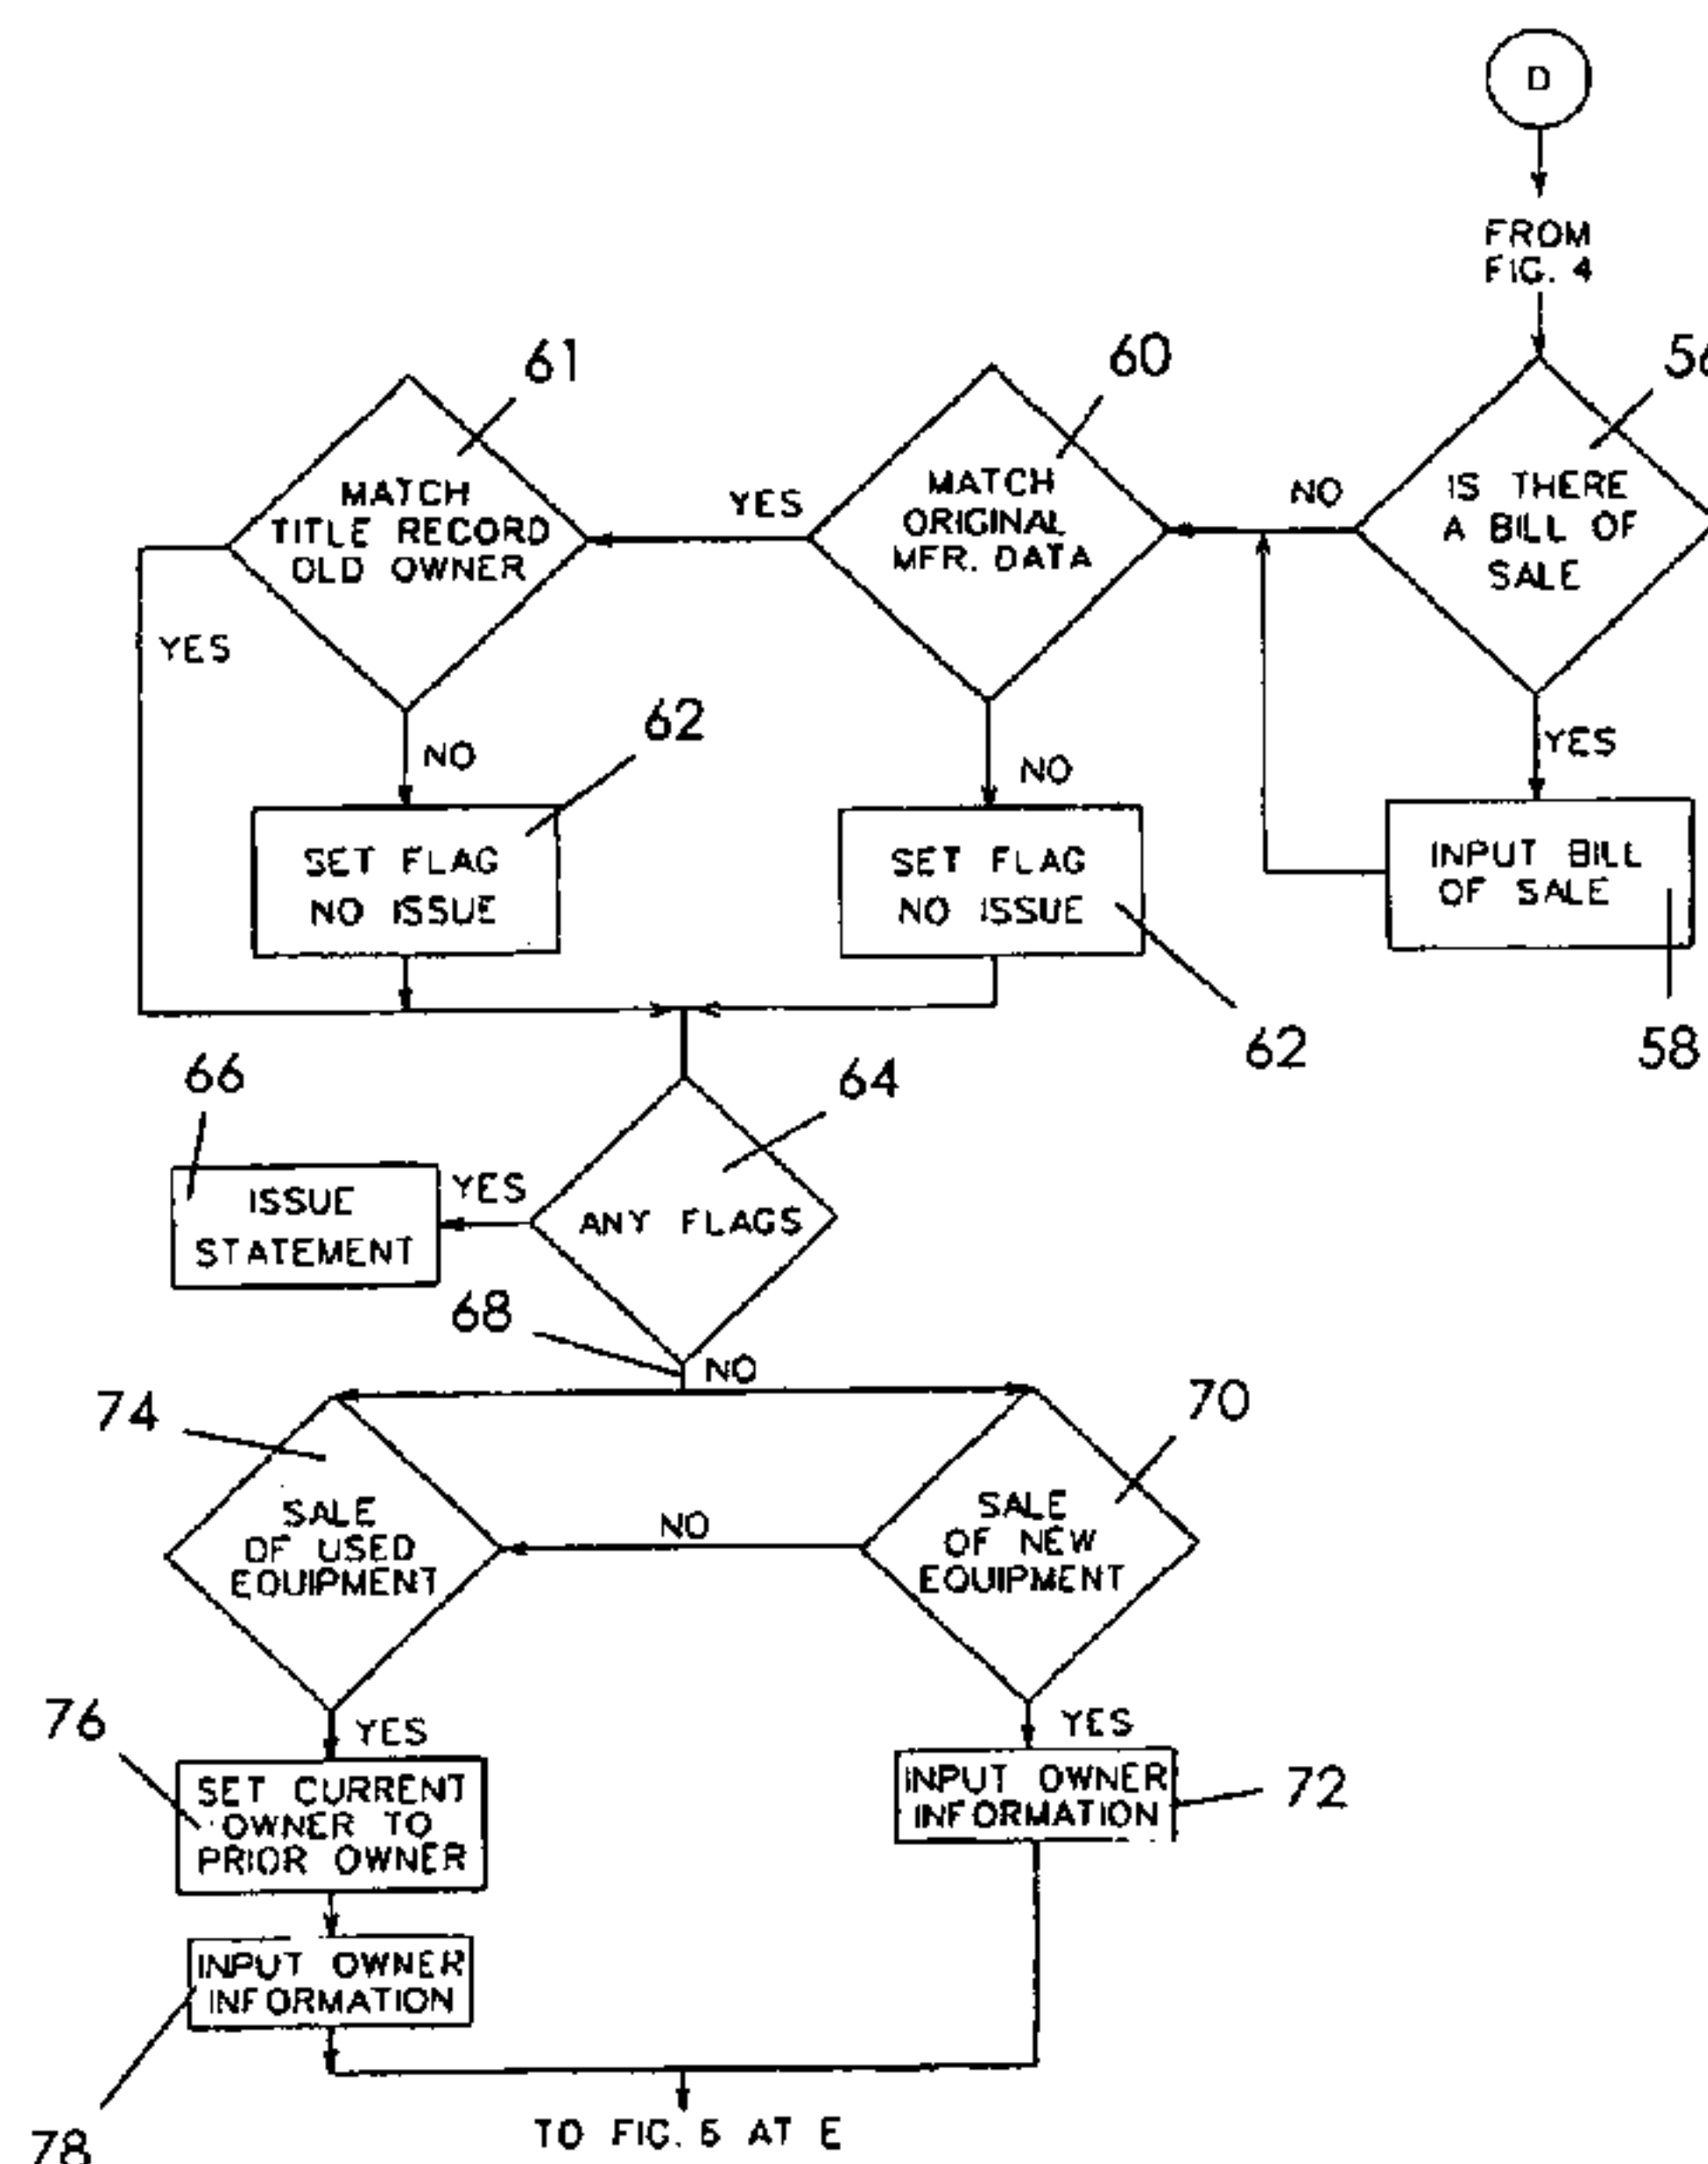 D
FROM
FIG. 4
61
60
56
MATCH
TITLE RECORD
OLD OWNER
YES
MATCH
ORIGINAL
MFR. DATA
NO
IS THERE
A BILL OF
SALE
YES
NO
62
NO
YES
SET FLAG
NO ISSUE
SET FLAG
NO ISSUE
INPUT BILL
OF SALE
62
58
66
64
ISSUE
STATEMENT
YES
ANY FLAGS
68
NO
74
70
SALE
OF USED
EQUIPMENT
NO
SALE
OF NEW
EQUIPMENT
76
YES
YES
SET CURRENT
OWNER TO
PRIOR OWNER
INPUT OWNER
INFORMATION
72
INPUT OWNER
INFORMATION
78
TO FIG. 6 AT E